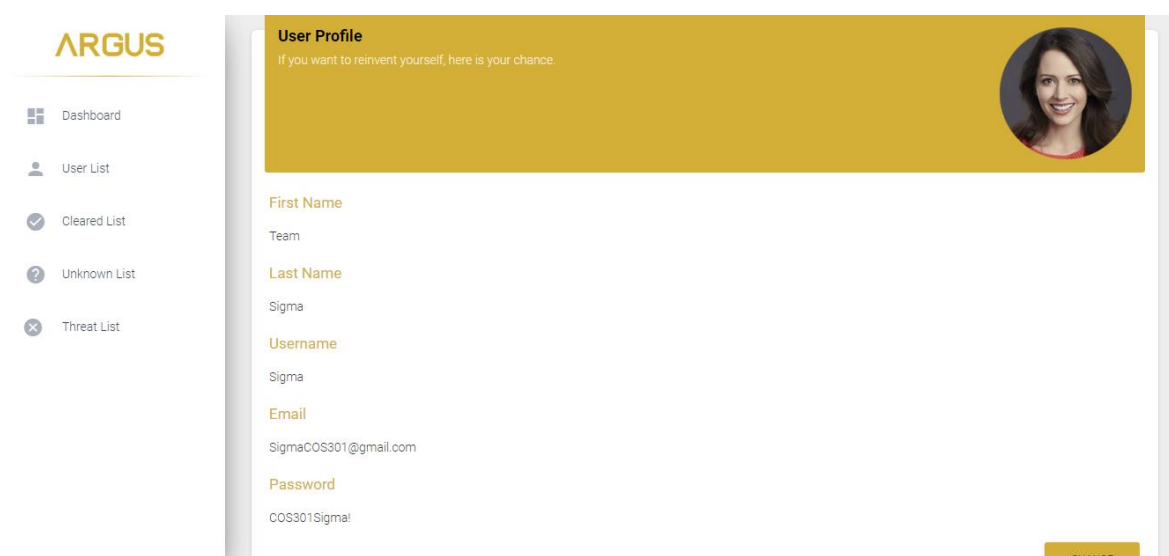 ARGUS
Dashboard
User List
Cleared List
Unknown List
Threat List
User Profile
If you want to reinvent yourself, here is your chance.
First Name
Team
Last Name
Sigma
Username
Sigma
Email
SigmaCOS301@gmail.com
Password
COS301Sigma!